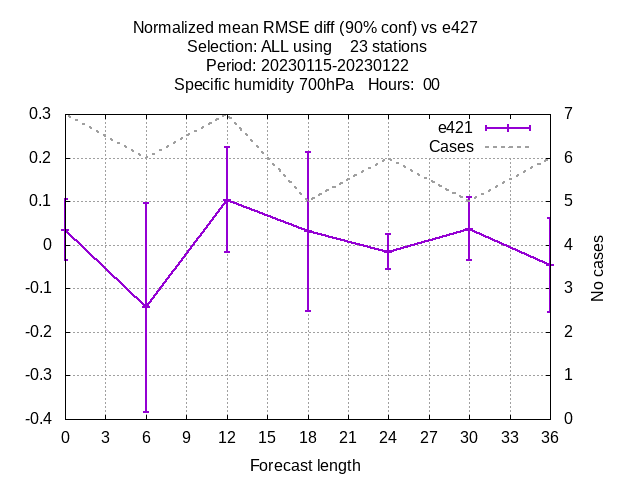 Normalized mean RMSE diff (90% conf) vs e427
Selection: ALL using    23 stations
Period: 20230115-20230122
Specific humidity 700hPa   Hours:  00
0.3
0.2
0.1
0
-0.1
-0.2
-0.3
-0.4
e421
Cases
7
6
5
4
3
2
1
0
No cases
0 3 6 9 12 15 18 21 24 27 30 33 36
Forecast length